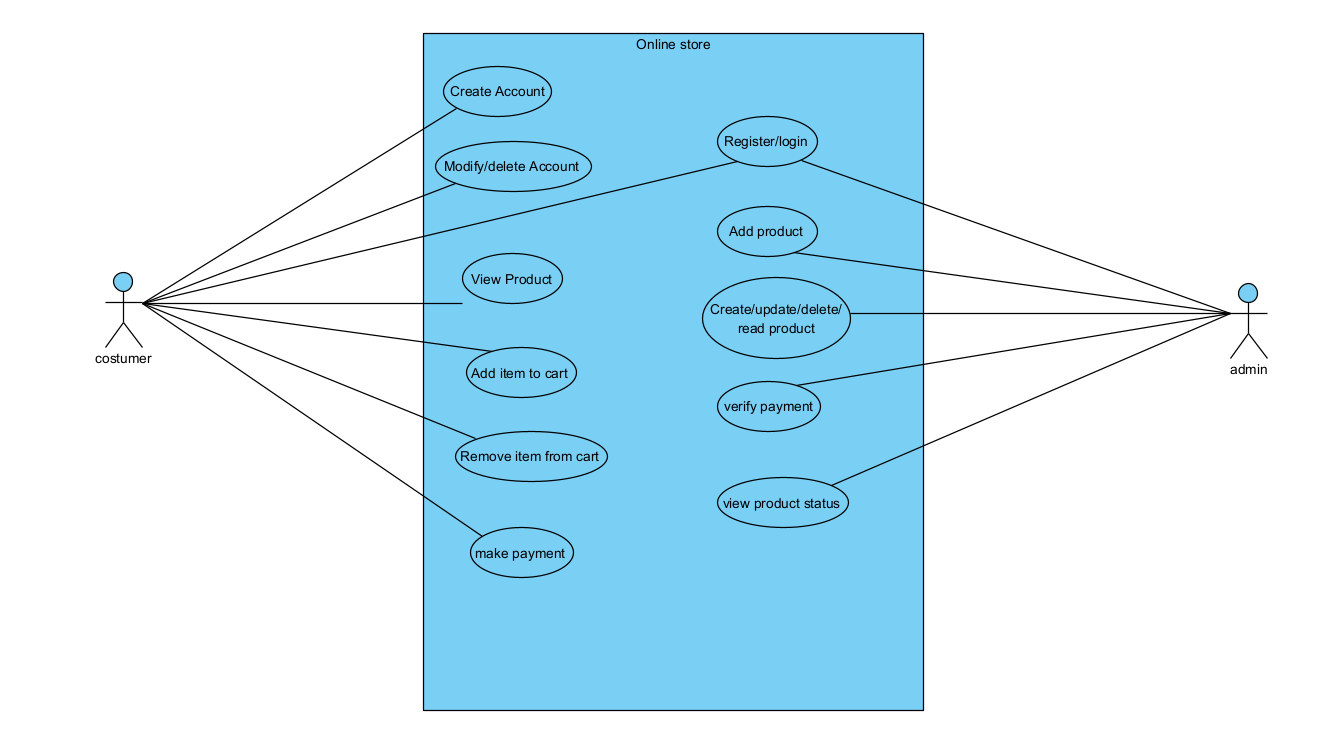 Online store
Create Account
Register/login
Modify/delete Account
Add product
View Product
Create/update/delete/
read product
costumer
admin
Add item to cart
verify payment
Remove item from cart
view product status
make payment